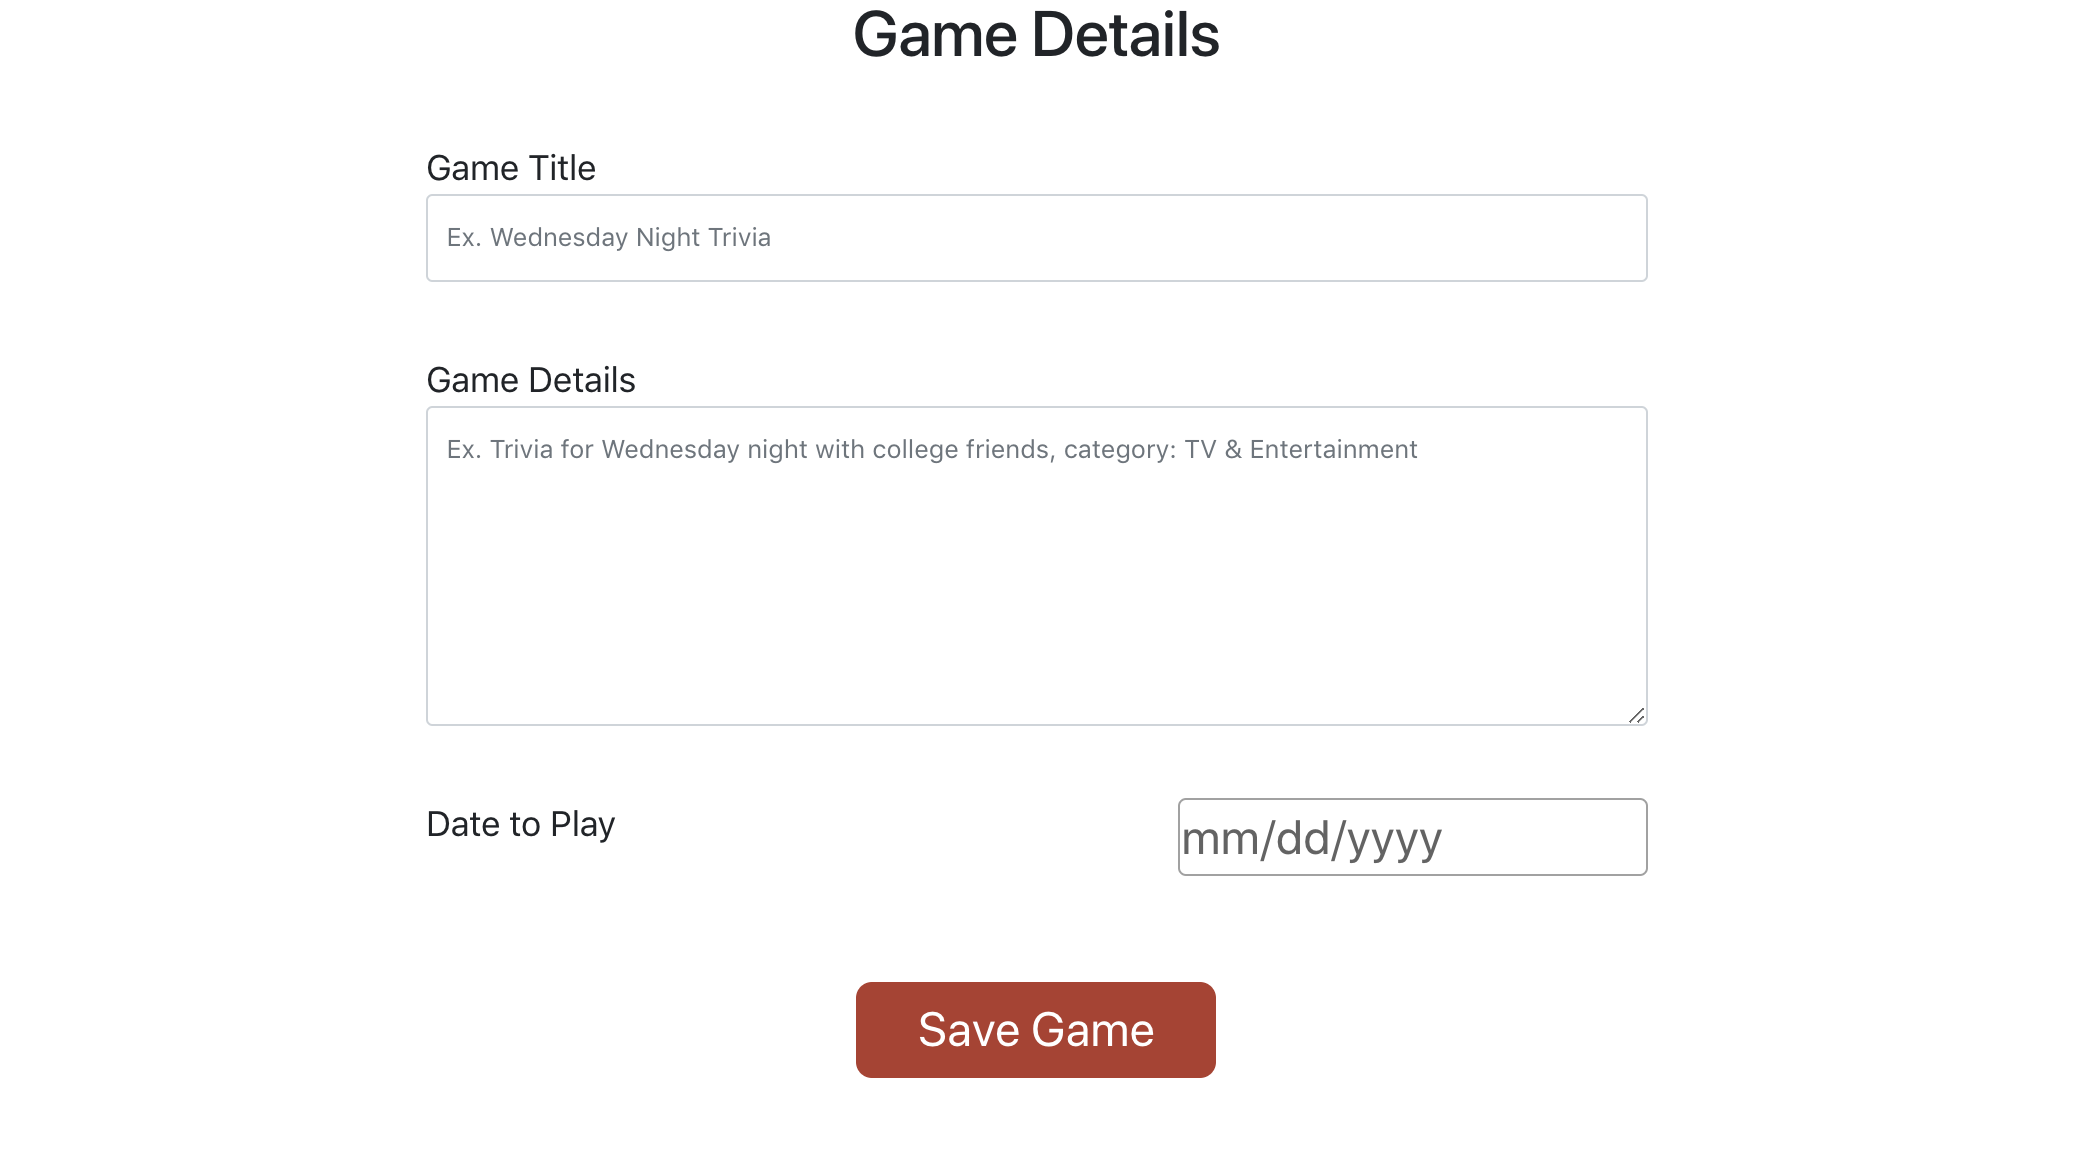 Game Details
Game Title
Ex. Wednesday Night Trivia
Game Details
Ex. Trivia for Wednesday night with college friends, category: TV & Entertainment
Date to Play
mm/dd/yyyy
Save Game